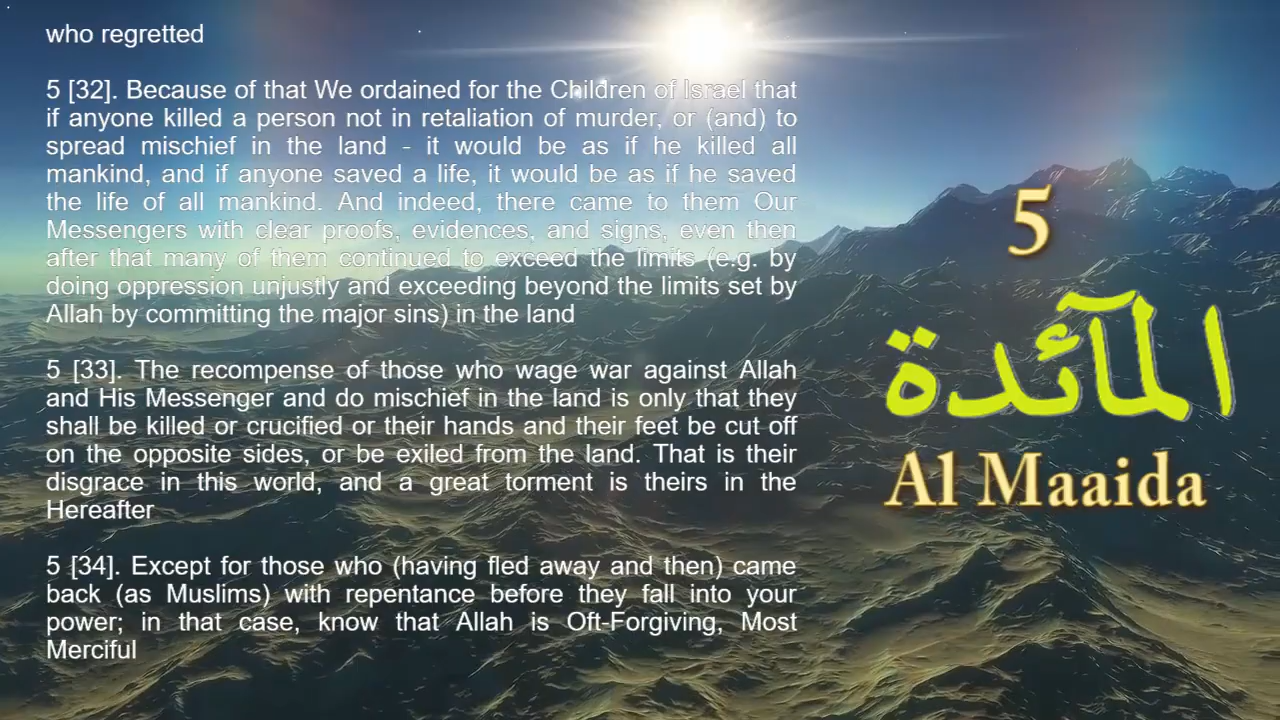 who regretted
5 [32]. Because of that We ordained for the Children of Israel that
if anyone killed a person not in retaliation of murder, or (and) to
spread mischief in the land - it would be as if he killed all
mankind, and if anyone saved a life, it would be as if he saved
the life of all mankind. And indeed, there came to them Our
Messengers with clear proofs, evidences, and signs, even then
after that many of them continued to exceed the limits (e.g. by
doing oppression unjustly and exceeding beyond the limits set by
Allah by committing the major sins) in the land
5 [33]. The recompense of those who wage war against Allah
and His Messenger and do mischief in the land is only that they
shall be killed or crucified or their hands and their feet be cut off
on the opposite sides, or be exiled from the land. That is their
disgrace in this world, and a great torment is theirs in the
Hereafter
5 [34]. Except for those who (having fled away and then) came
back (as Muslims) with repentance before they fall into your
power; in that case, know that Allah is Oft-Forgiving, Most
Merciful
5
المآئدة
Al Maaida